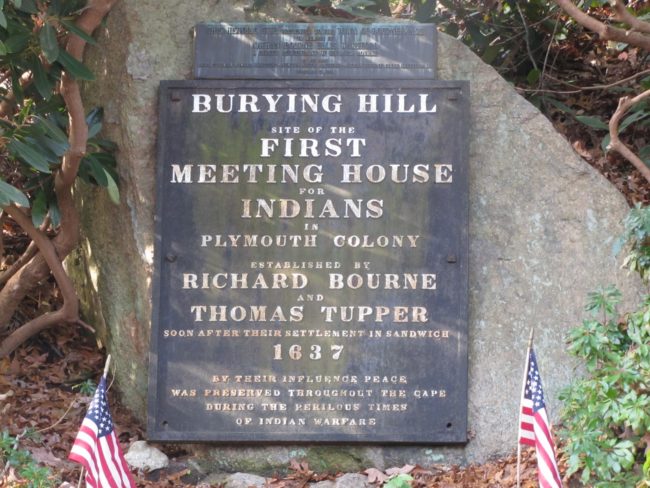 BURYING HILL
SITE OF THE
FIRST
MEETING HOUSE
FOR
INDIANS
IN
PLYMOUTH COLONY
ESTABLISHED BY
RICHARD BOURNE
AND
THOMAS TUPPER
SOON AFTER THEIR SETTLEMENT IN SANDWICH
1637
BY THEIR INFLUENCE PEACE
WAS PRESERVED THROUGHOUT THE CAPE
DURING THE PERILOUS TIMES
OF INDIAN WARFARE